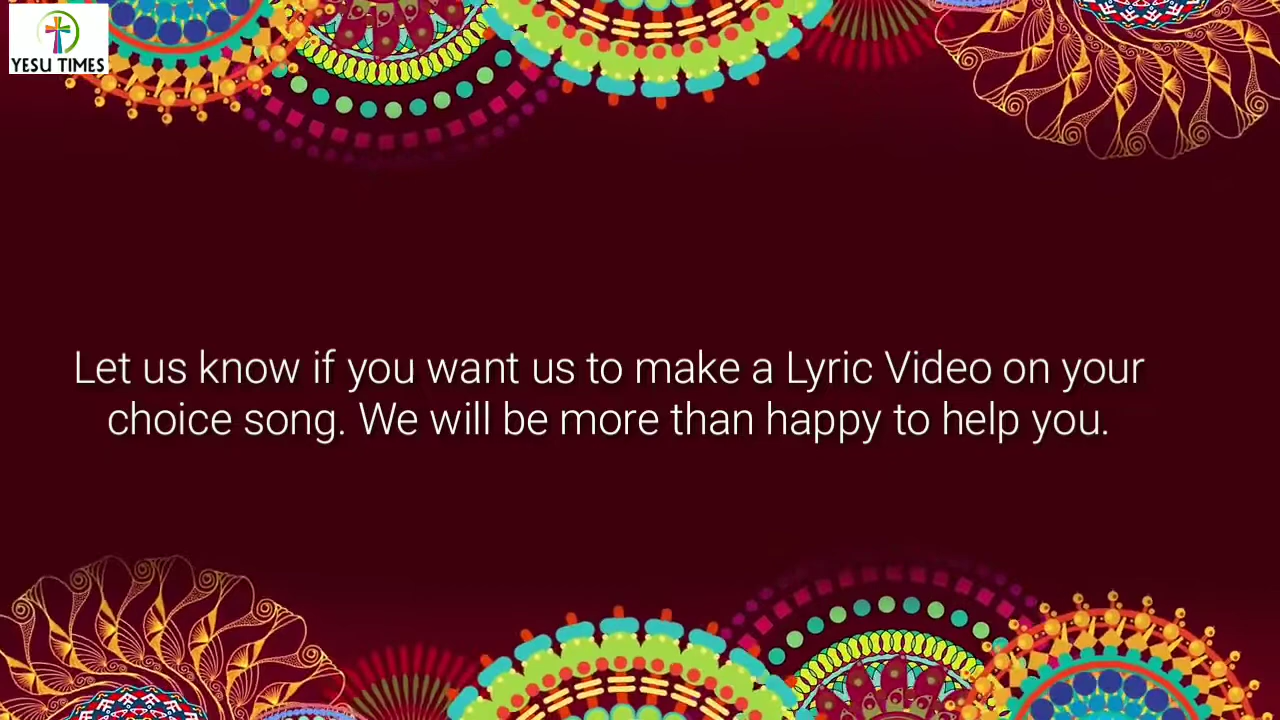 YESU TIMES
Let us know if you want us to make a Lyric Video on your
choice song. We will be more than happy to help you.